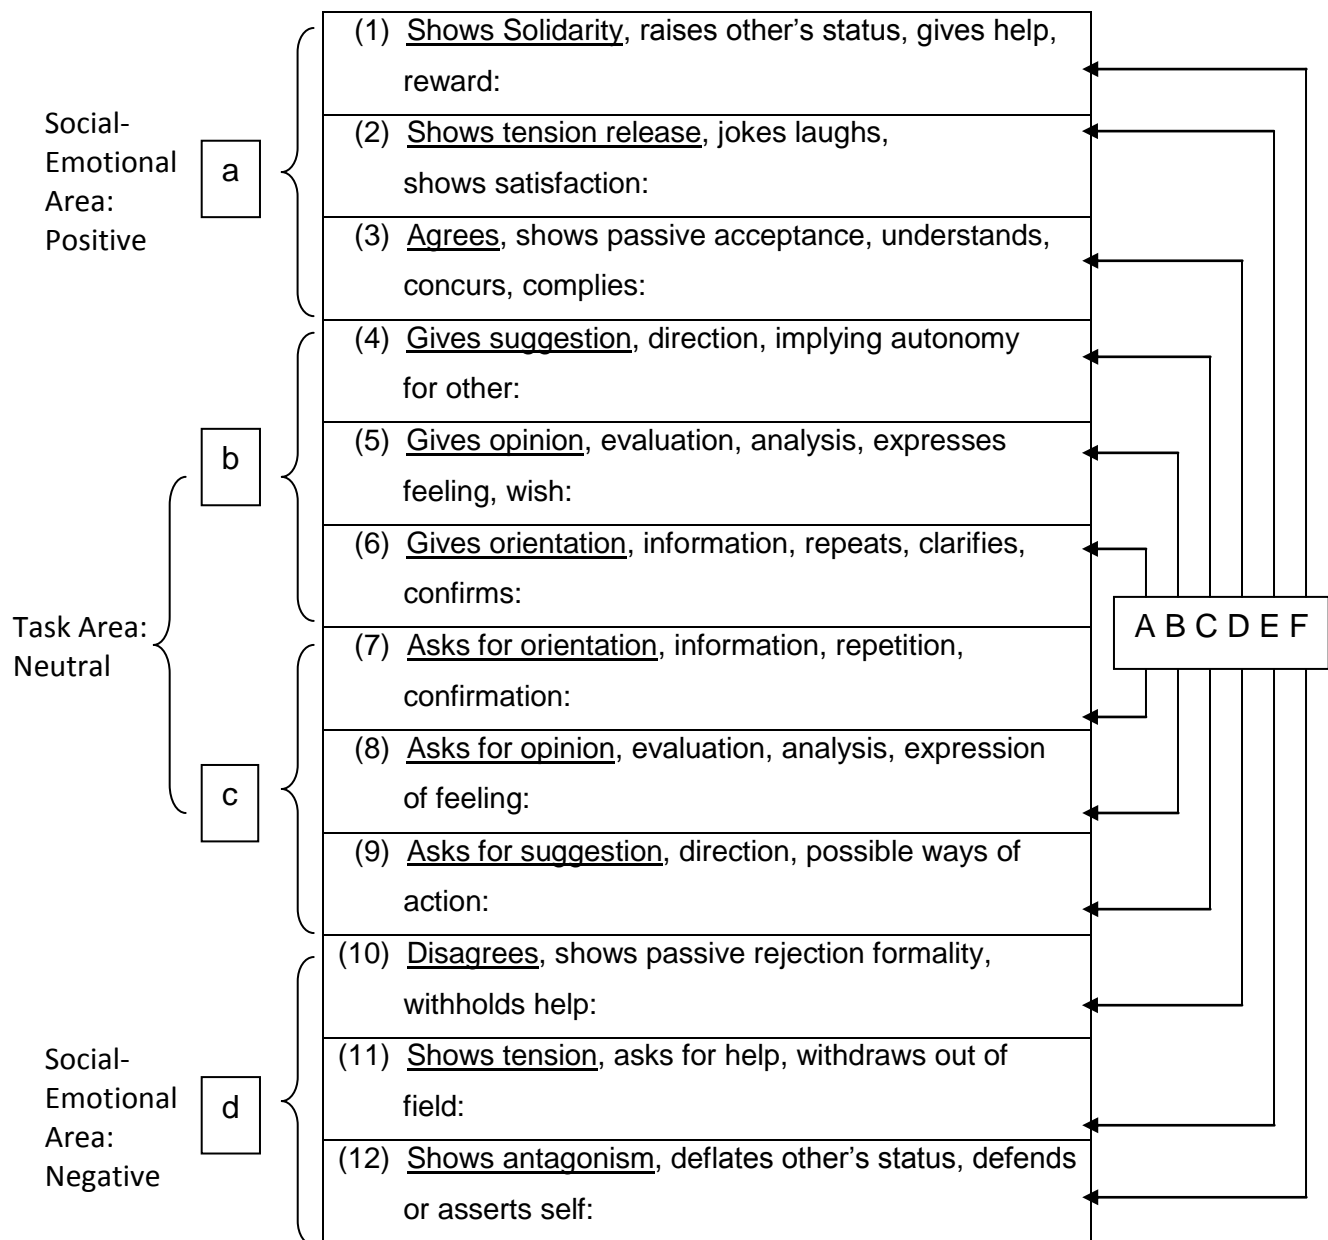 (1) Shows Solidarity, raises other’s status, gives help,
reward:
Social-
Emotional
Area:
Positive
a
(2) Shows tension release, jokes laughs,
shows satisfaction:
(3) Agrees, shows passive acceptance, understands,
concurs, complies:
(4) Gives suggestion, direction, implying autonomy
for other:
b
(5) Gives opinion, evaluation, analysis, expresses
feeling, wish:
(6) Gives orientation, information, repeats, clarifies,
confirms:
Task Area:
Neutral
A B C D E F
(7) Asks for orientation, information, repetition,
confirmation:
(8) Asks for opinion, evaluation, analysis, expression
of feeling:
c
(9) Asks for suggestion, direction, possible ways of
action:
(10) Disagrees, shows passive rejection formality,
withholds help:
Social-
Emotional
Area:
Negative
d
(11) Shows tension, asks for help, withdraws out of
field:
(12) Shows antagonism, deflates other’s status, defends
or asserts self: